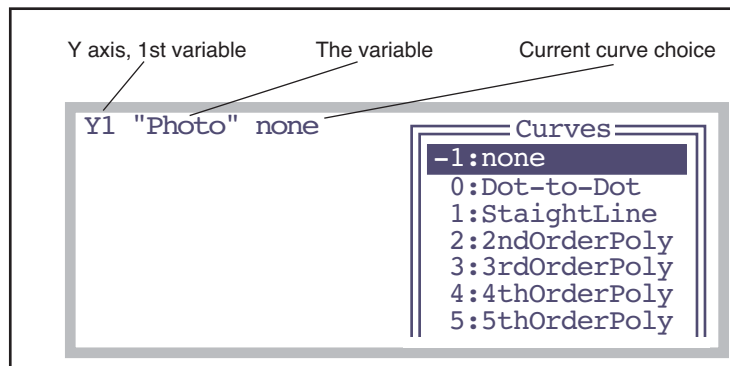 Y axis, 1st variable The variable Current curve choice
Y1 "Photo" none
Curves
-1:none
0:Dot-to-Dot
1:StaightLine
2:2ndOrderPoly
3:3rdOrderPoly
4:4thOrderPoly
5:5thOrderPoly